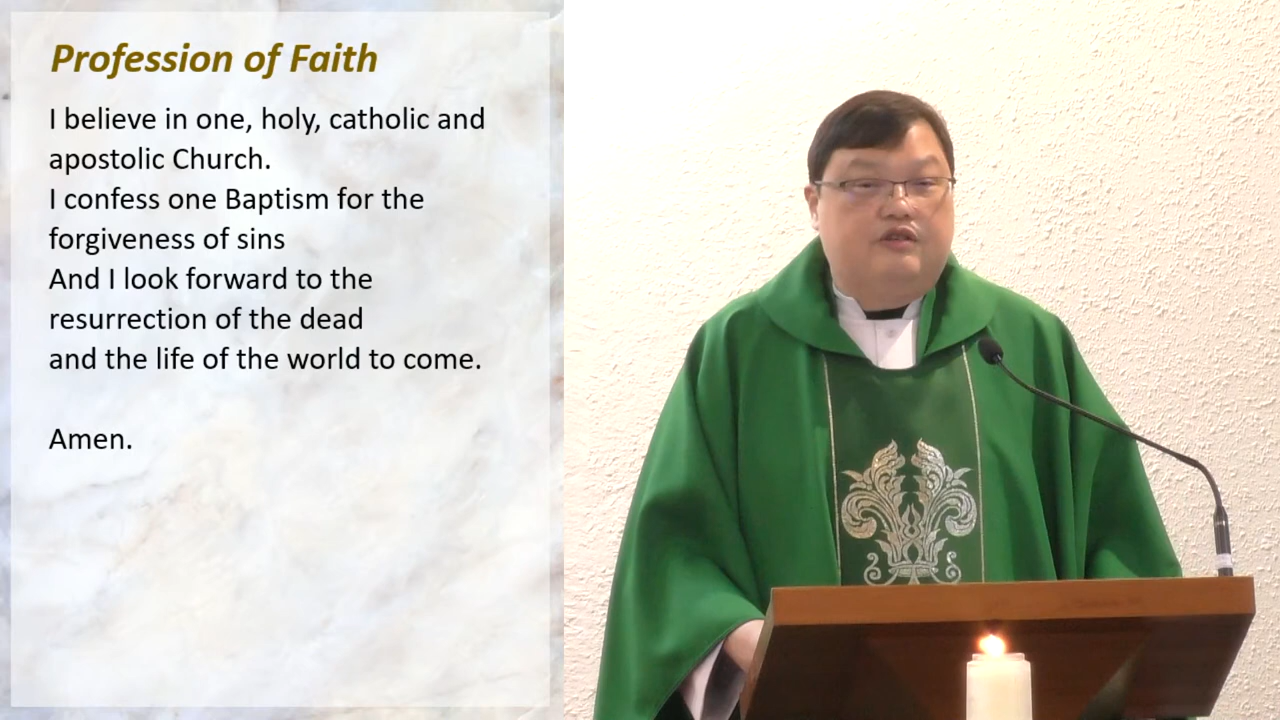 Profession of Faith
I believe in one, holy, catholic and
apostolic Church.
I confess one Baptism for the
forgiveness of sins
And I look forward to the
resurrection of the dead
and the life of the world to come.
Amen.